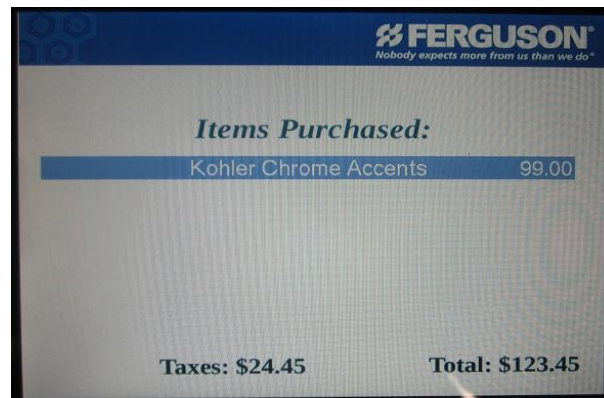 FERGUSON®
Nobody expects more from us than we do®
Items Purchased:
Kohler Chrome Accents 99.00
Taxes: $24.45 Total: $123.45